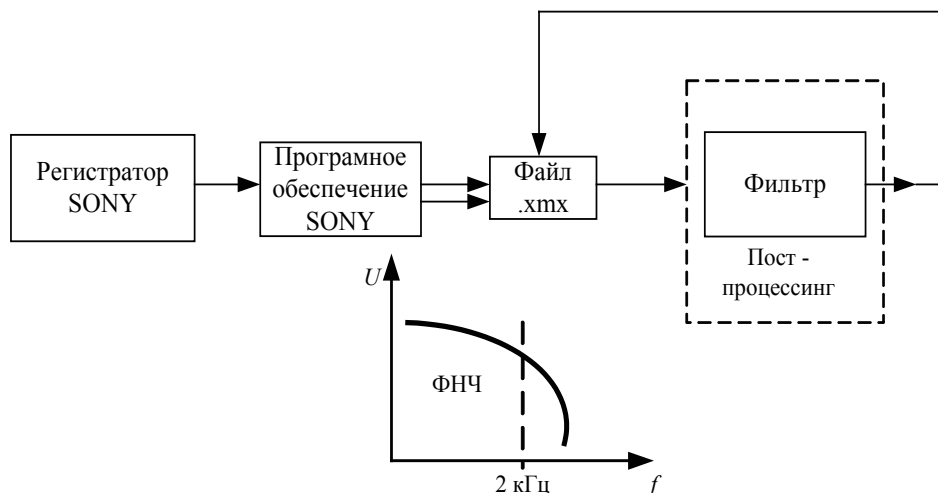 Регистратор
SONY
Програмное
обеспечение
SONY
Файл
.xmx
Фильтр
Пост -
процессинг
U
ФНЧ
2 кГц
f